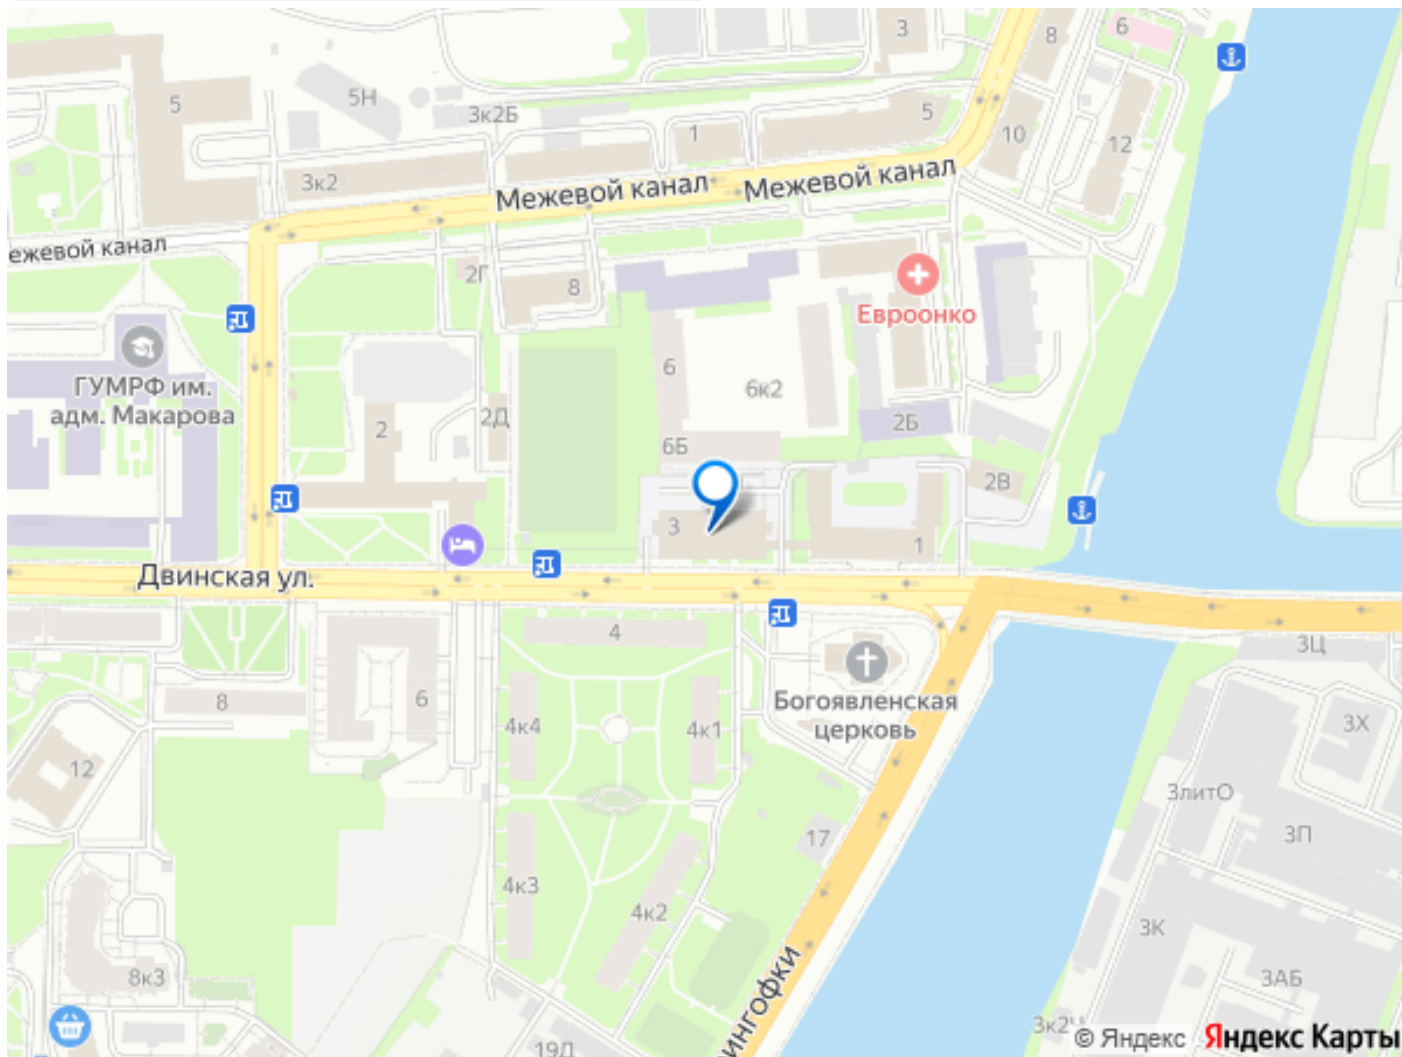 3
8
6
5
5Н
3к2Б
1
5
10
12
3к2
Межевой канал
Межевой канал
ежевой канал
2Г
8
Евроонко
ГУМРФ им.
адм. Макарова
6
6к2
2
2Д
2Б
6Б
2В
3
1
Двинская ул.
4
3Ц
8
6
Богоявленская
церковь
4к4
4к1
3Х
12
3литО
17
3П
4к3
4к2
3К
8к3
3АБ
ингофки
19Д
3к2Ч
© Яндекс Яндекс Карты